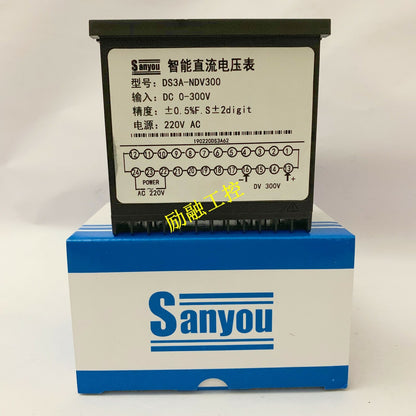 Sanyou 智能直流电压表
型号: DS3A-NDV300
输入: DC 0-300V
精度: ±0.5%F.S±2digit
电源: 220V AC
190220DS3A62
12 11 10 9 8 7 6 5 4 3 2 1
24 23 22 21 20 19 18 17 16 15 14 13
POWER - +
AC 220V DV 300V
励融工控
Sanyou